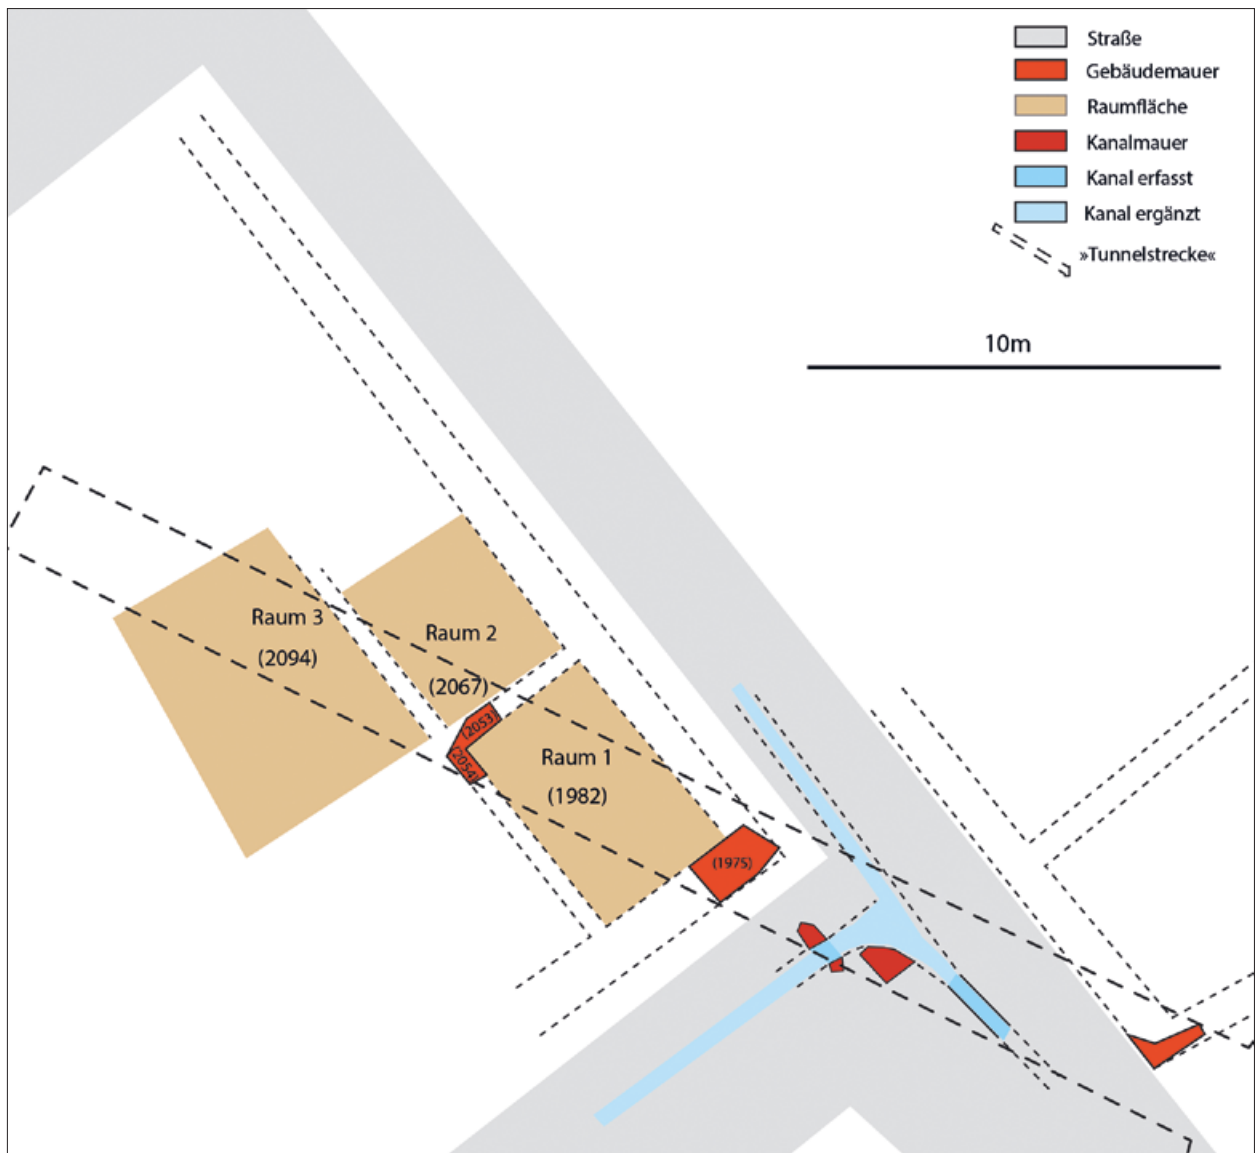 Straße
Gebäudemauer
Raumfläche
Kanalmauer
Kanal erfasst
Kanal ergänzt
»Tunnelstrecke«
10m
Raum 3
(2094)
Raum 2
(2067)
(2053)
(2054)
Raum 1
(1982)
(1975)